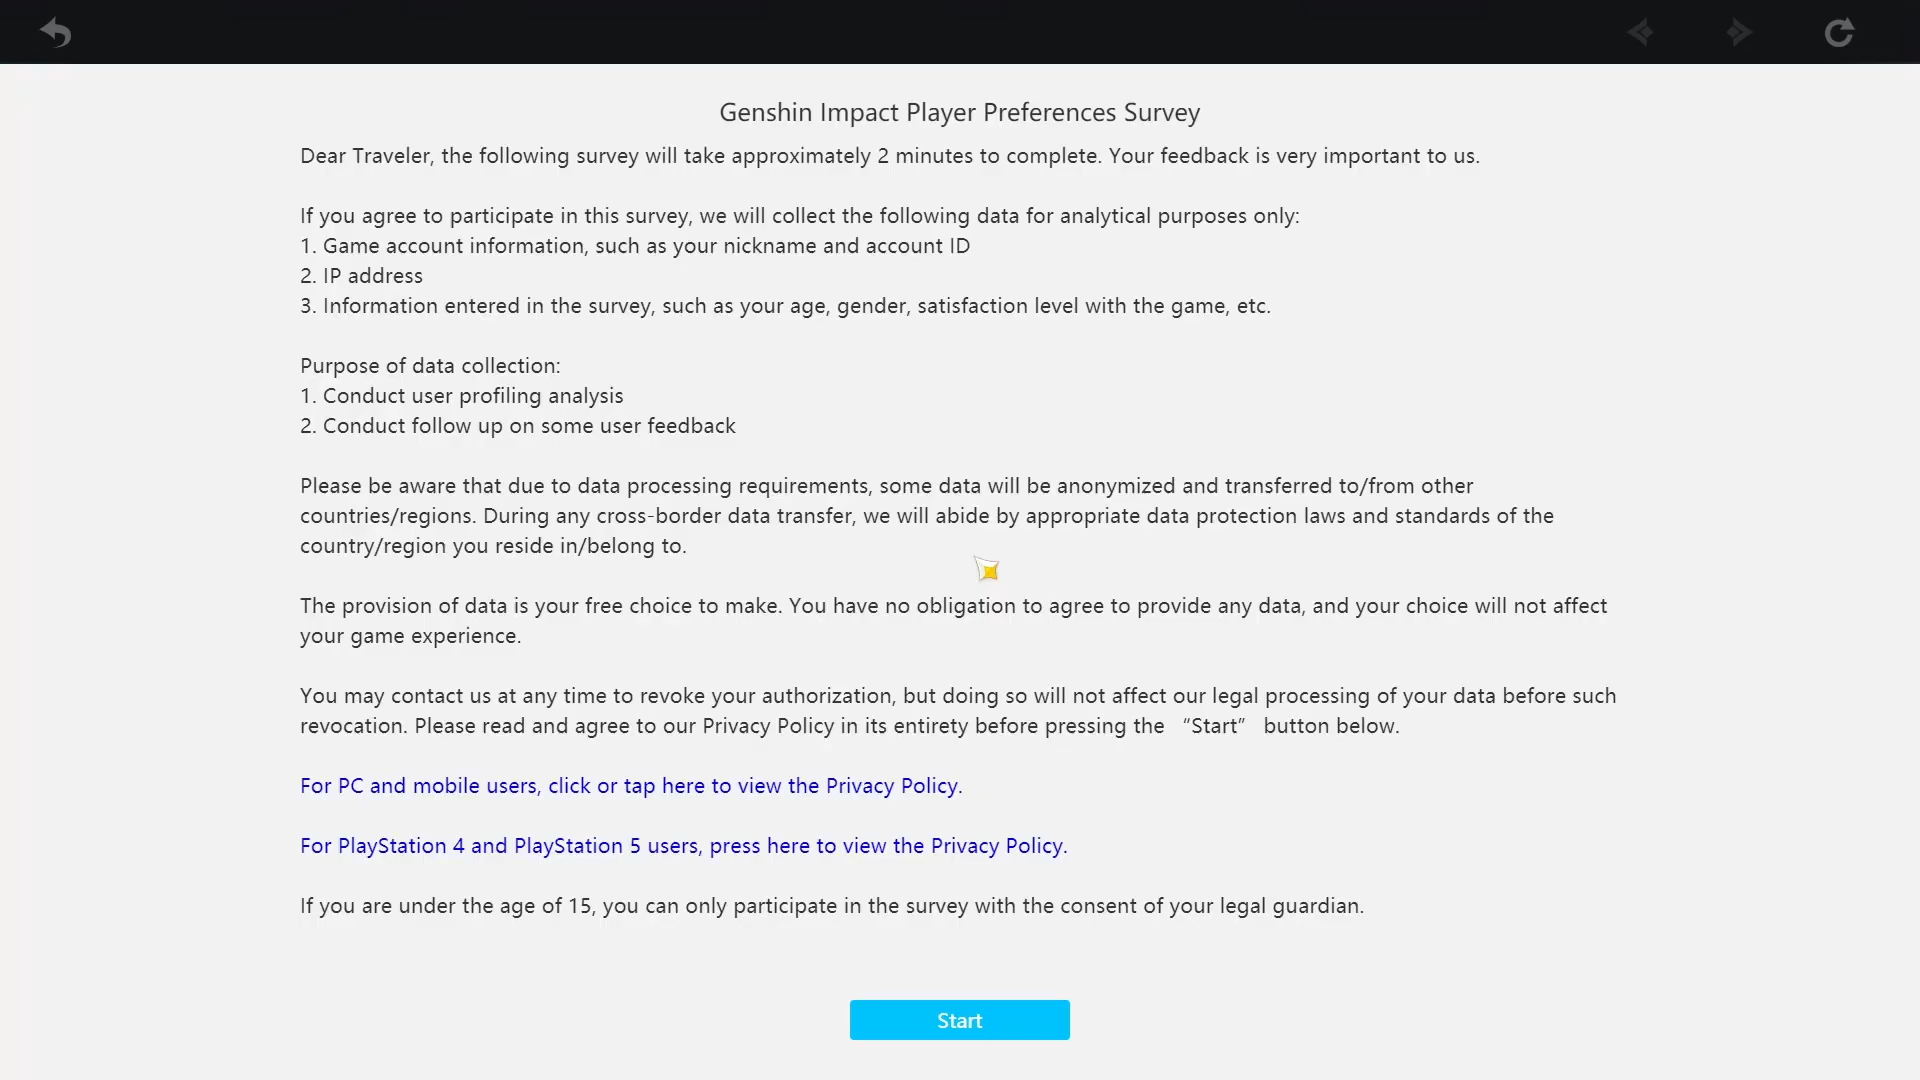 Genshin Impact Player Preferences Survey
Dear Traveler, the following survey will take approximately 2 minutes to complete. Your feedback is very important to us.
If you agree to participate in this survey, we will collect the following data for analytical purposes only:
1. Game account information, such as your nickname and account ID
2. IP address
3. Information entered in the survey, such as your age, gender, satisfaction level with the game, etc.
Purpose of data collection:
1. Conduct user profiling analysis
2. Conduct follow up on some user feedback
Please be aware that due to data processing requirements, some data will be anonymized and transferred to/from other
countries/regions. During any cross-border data transfer, we will abide by appropriate data protection laws and standards of the
country/region you reside in/belong to.
The provision of data is your free choice to make. You have no obligation to agree to provide any data, and your choice will not affect
your game experience.
You may contact us at any time to revoke your authorization, but doing so will not affect our legal processing of your data before such
revocation. Please read and agree to our Privacy Policy in its entirety before pressing the “Start” button below.
For PC and mobile users, click or tap here to view the Privacy Policy.
For PlayStation 4 and PlayStation 5 users, press here to view the Privacy Policy.
If you are under the age of 15, you can only participate in the survey with the consent of your legal guardian.
Start